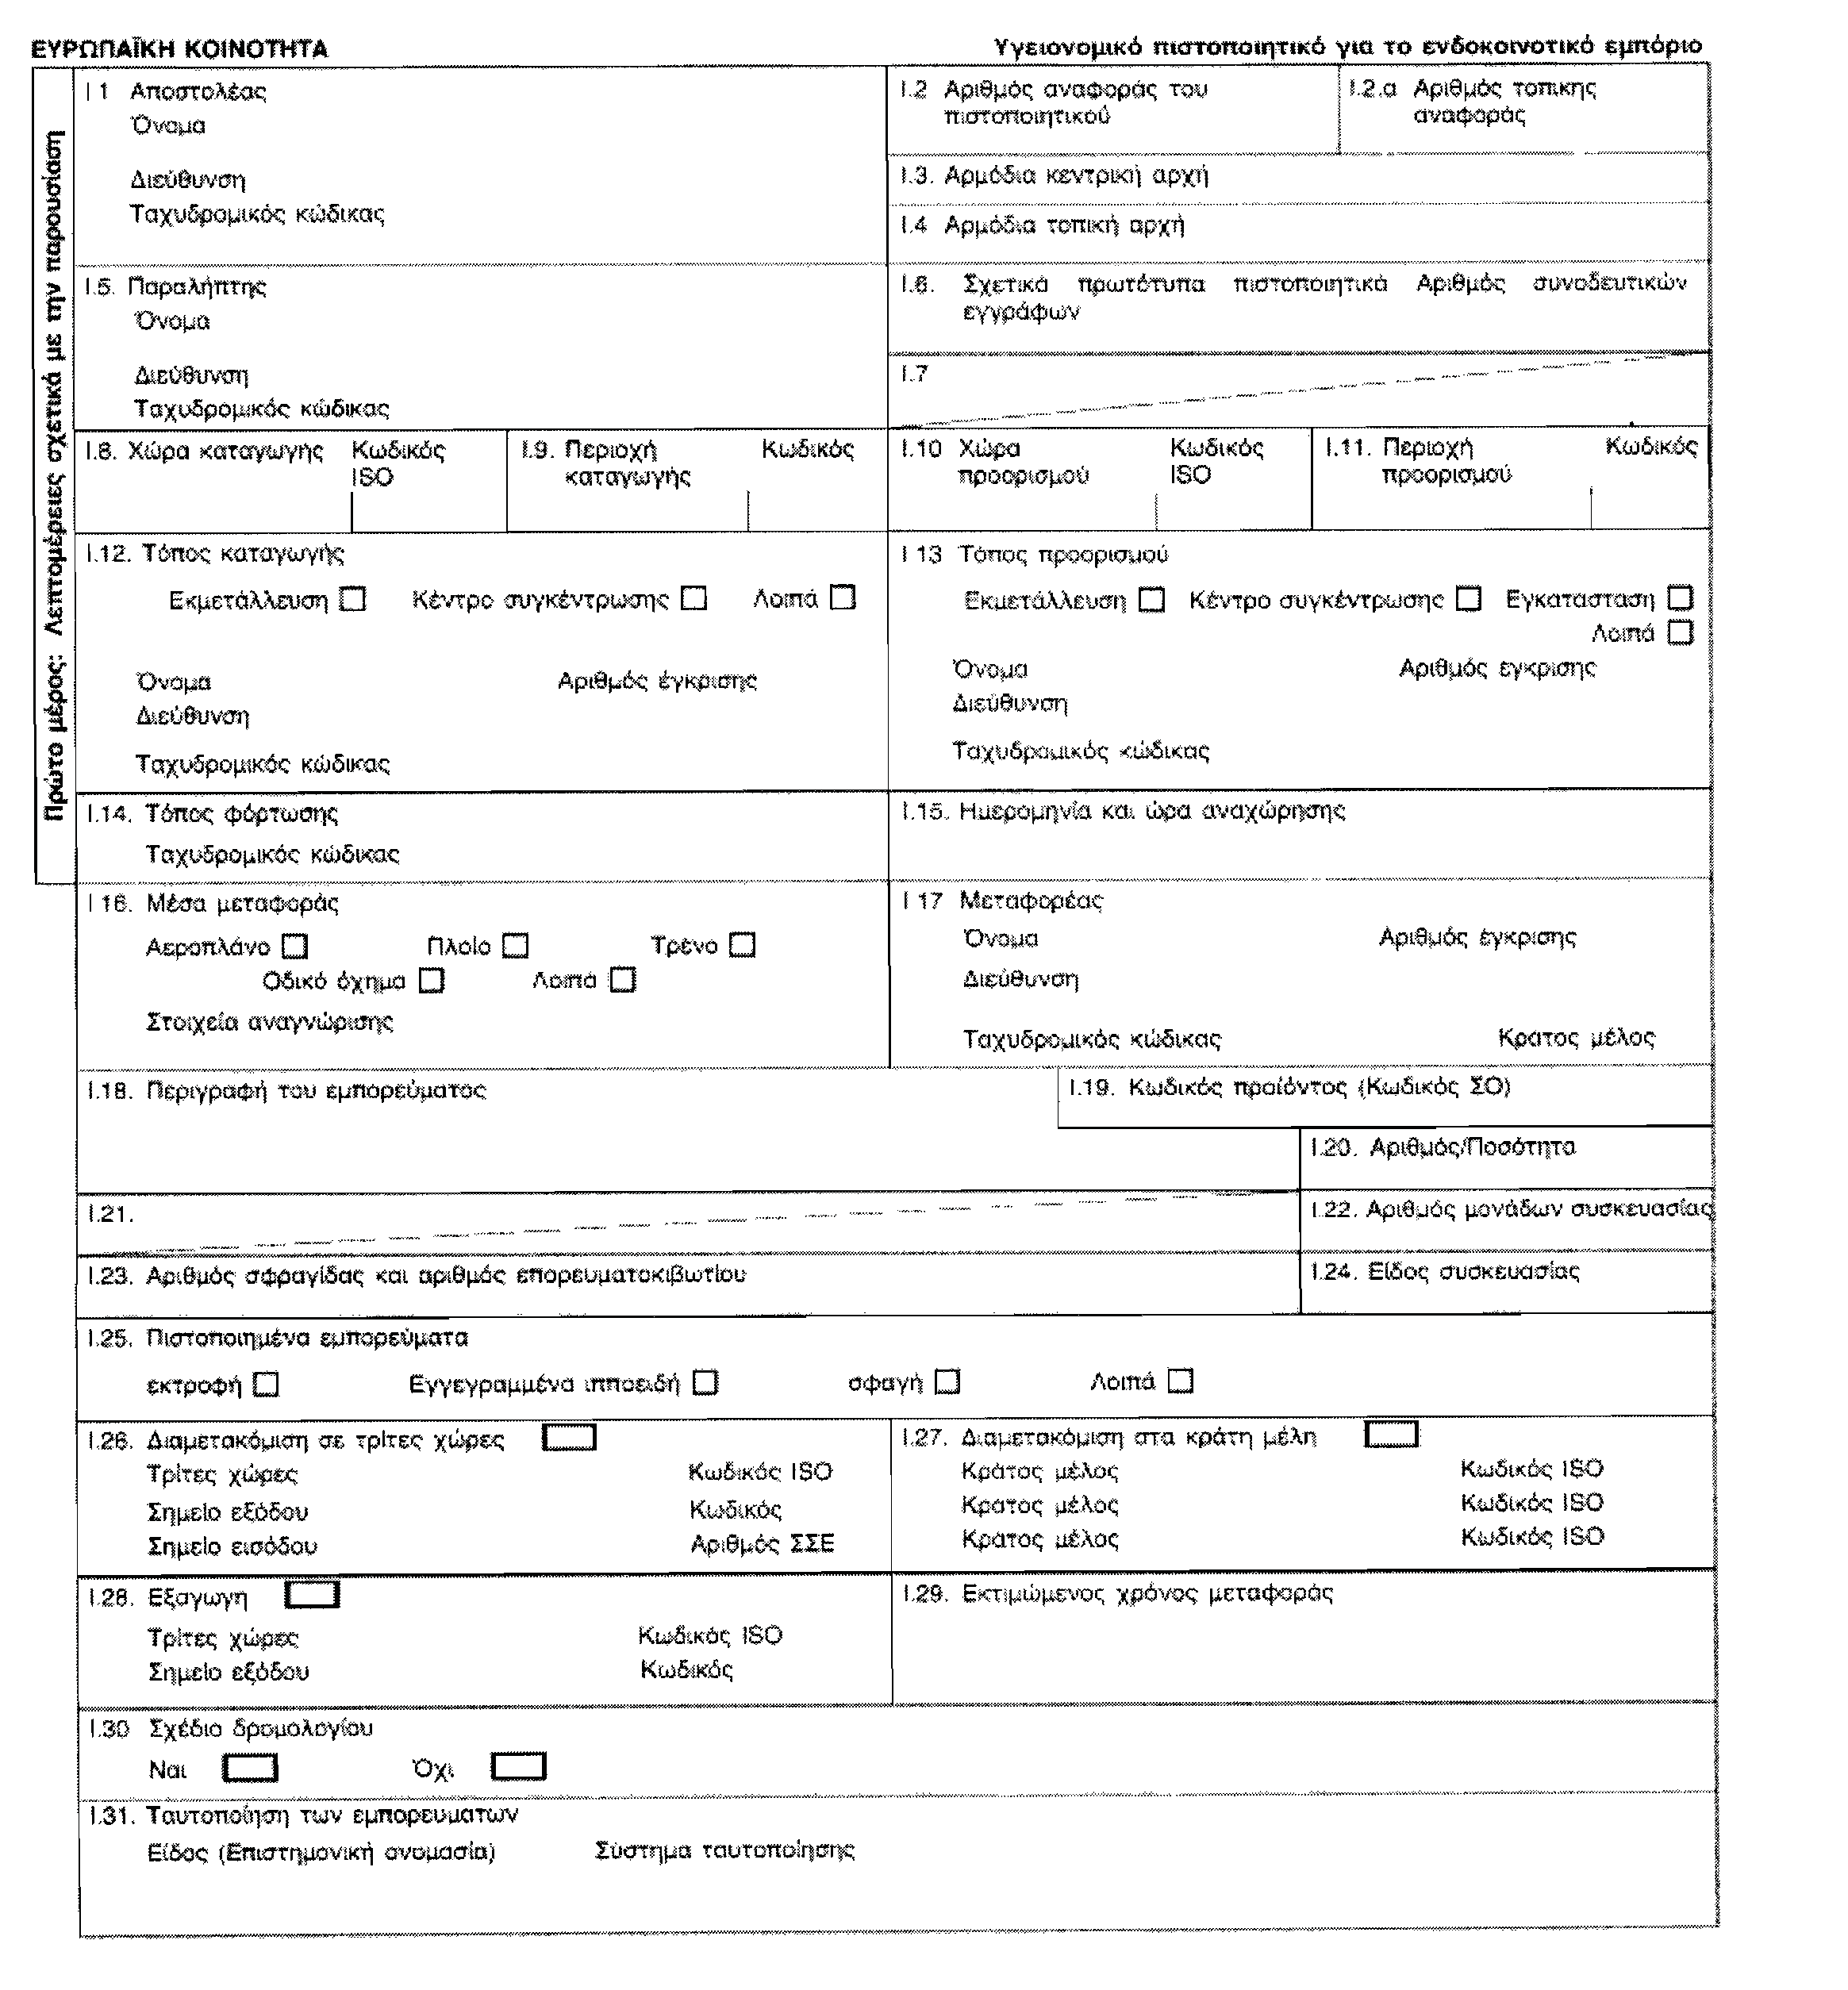 ΕΥΡΩΠΑΪΚΗ ΚΟΙΝΟΤΗΤΑ
Υγειονομικό πιστοποιητικό για το ενδοκοινοτικό εμπόριο
Πρώτο μέρος: Λεπτομέρειες σχετικά με την παρουσίαση
I 1 Αποστολέας
Όνομα
Διεύθυνση
Ταχυδρομικός κώδικας
I.2 Αριθμός αναφοράς του
πιστοποιητικού
I.2.α Αριθμός τοπικης
αναφοράς
I.3. Αρμόδια κεντρική αρχή
I.4 Αρμόδια τοπική αρχή
I.5. Παραλήπτης
Όνομα
Διεύθυνση
Ταχυδρομικός κώδικας
I.6. Σχετικά πρωτότυπα πιστοποιητικά Αριθμός συνοδευτικών
εγγράφων
I.7
I.8. Χώρα καταγωγης Κωδικός
ISO
I.9. Περιοχή Κωδικός
καταγωγής
I.10 Χώρα Κωδικός
προορισμού ISO
I.11. Περιοχή Κωδικός
προορισμού
I.12. Τόπος καταγωγής
Εκμετάλλευση Κέντρο συγκέντρωσης Λοιπά
Όνομα Αριθμός έγκρισης
Διεύθυνση
Ταχυδρομικός κώδικας
I 13 Τόπος προορισμού
Εκμετάλλευση Κέντρο συγκέντρωσης Εγκατασταση
Λοιπά
Όνομα Αριθμός εγκρισης
Διεύθυνση
Ταχυδρομικός κώδικας
I.14. Τόπος φόρτωσης
Ταχυδρομικός κώδικας
I.15. Ημερομηνία και ώρα αναχώρησης
I 16. Μέσα μεταφοράς
Αεροπλάνο Πλοίο Τρένο
Οδικό όχημα Λοιπά
Στοιχεία αναγνώρισης
I 17 Μεταφορέας
Όνομα Αριθμός έγκρισης
Διεύθυνση
Ταχυδρομικός κώδικας Κρατος μέλος
I.18. Περιγραφή του εμπορεύματος
I.19. Κωδικός προϊόντος (Κωδικός ΣΟ)
I.20. Αριθμός/Ποσότητα
I.21.
I.22. Αριθμός μονάδων συσκευασίας
I.23. Αριθμός σφραγίδας και αριθμός επορευματοκιβωτίου
I.24. Είδος συσκευασίας
I.25. Πιστοποιημένα εμπορεύματα
εκτροφή Εγγεγραμμένα ιπποειδή σφαγή Λοιπά
I.26. Διαμετακόμιση σε τρίτες χώρες
Τρίτες χώρες Κωδικός ISO
Σημείο εξόδου Κωδικός
Σημείο εισόδου Αριθμός ΣΣΕ
I.27. Διαμετακόμιση στα κράτη μέλη
Κράτος μέλος Κωδικός ISO
Κρατος μέλος Κωδικός ISO
Κρατος μέλος Κωδικός ISO
I.28. Εξαγωγη
Τρίτες χώρες Κωδικός ISO
Σημείο εξόδου Κωδικός
I.29. Εκτιμώμενος χρόνος μεταφοράς
I.30 Σχέδιο δρομολογίου
Ναι Όχι
I.31. Ταυτοποίηση των εμπορευματων
Είδος (Επιστημονική ονομασία) Σύστημα ταυτοποίησης